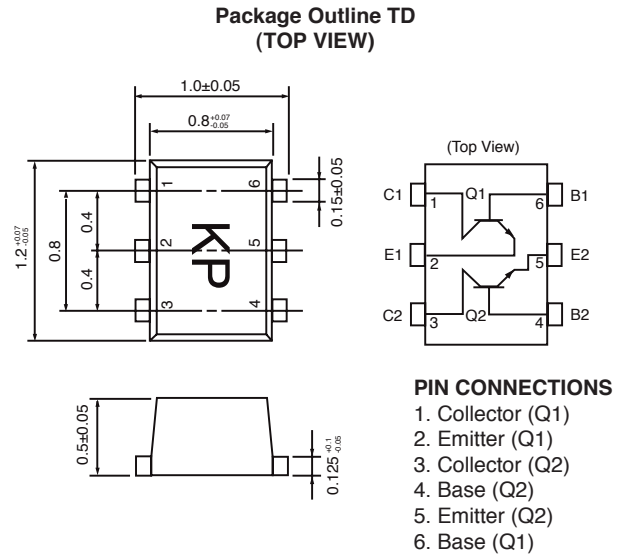 Package Outline TD
(TOP VIEW)
1.0±0.05
0.8 +0.07 -0.05
1.2 +0.07 -0.05
0.8
0.4
0.4
0.15±0.05
1
2
3
6
5
4
KP
(Top View)
C1
E1
C2
B1
E2
B2
Q1
Q2
1
2
3
6
5
4
0.5±0.05
0.125 +0.1 -0.05
PIN CONNECTIONS
1. Collector (Q1)
2. Emitter (Q1)
3. Collector (Q2)
4. Base (Q2)
5. Emitter (Q2)
6. Base (Q1)